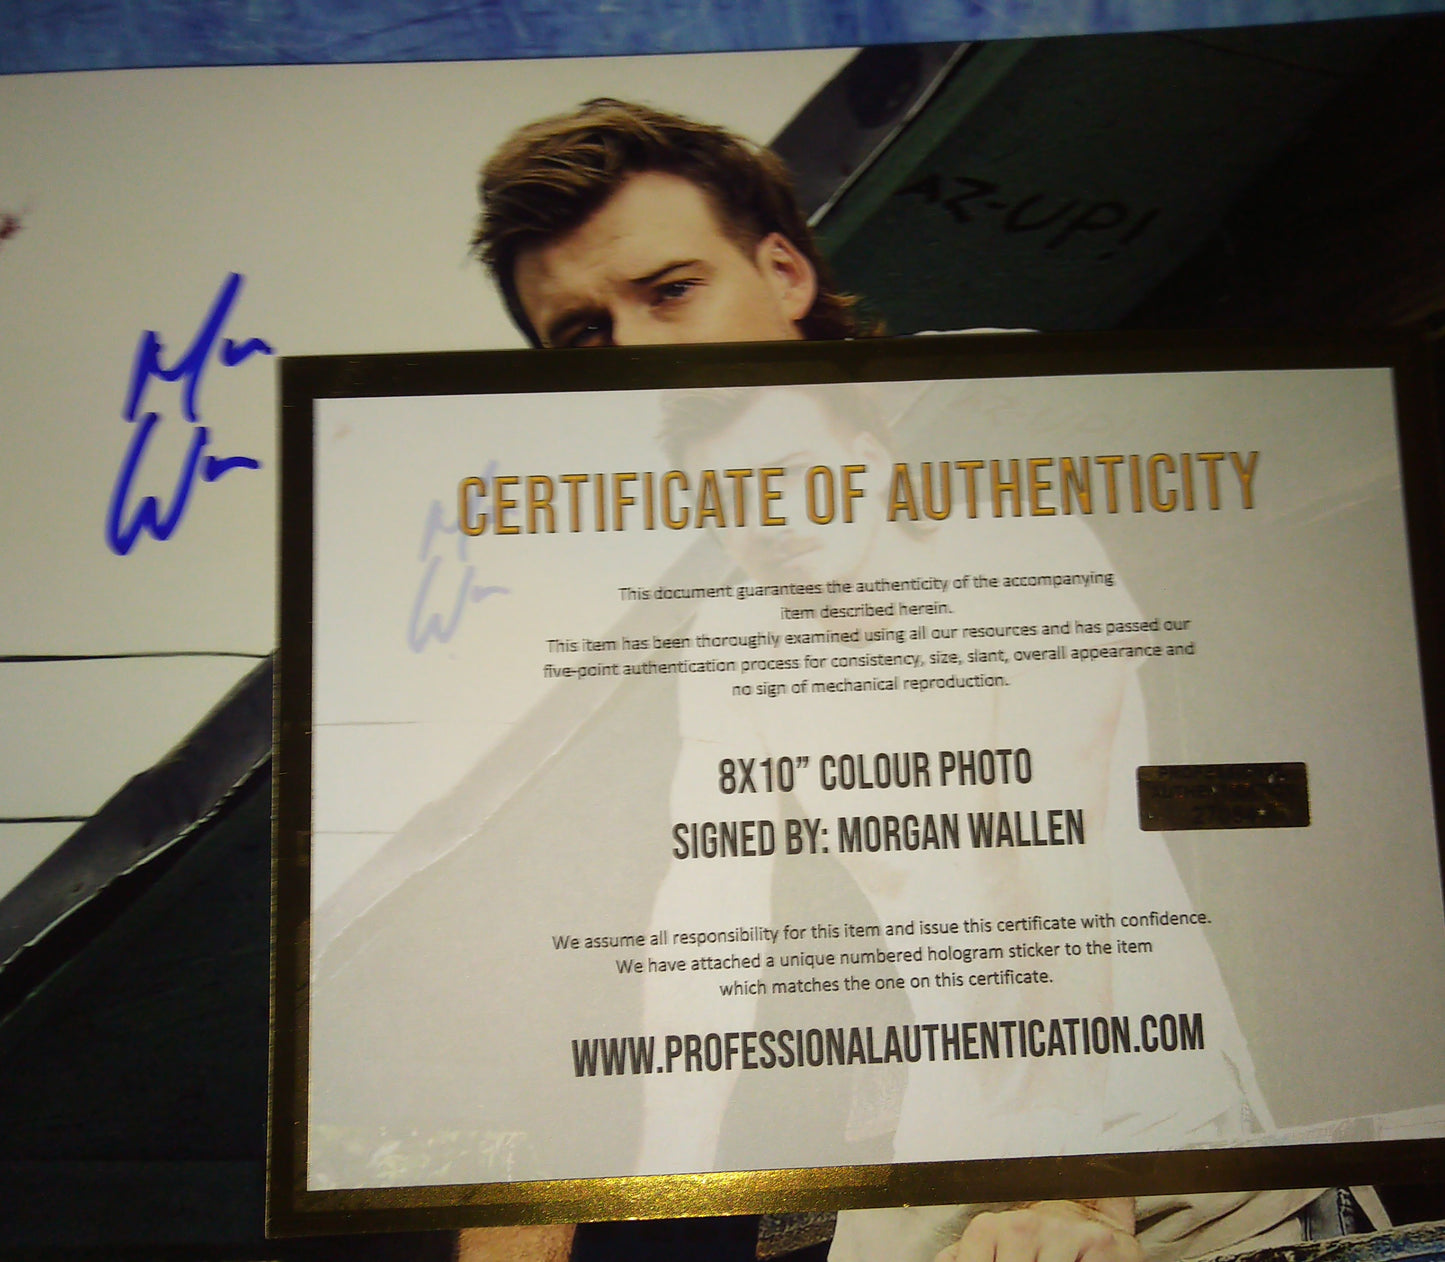 AZ-UP!
CERTIFICATE OF AUTHENTICITY
This document guarantees the authenticity of the accompanying
item described herein.
This item has been thoroughly examined using all our resources and has passed our
five-point authentication process for consistency, size, slant, overall appearance and
no sign of mechanical reproduction.
8X10” COLOUR PHOTO
SIGNED BY: MORGAN WALLEN
We assume all responsibility for this item and issue this certificate with confidence.
We have attached a unique numbered hologram sticker to the item
which matches the one on this certificate.
WWW.PROFESSIONALAUTHENTICATION.COM